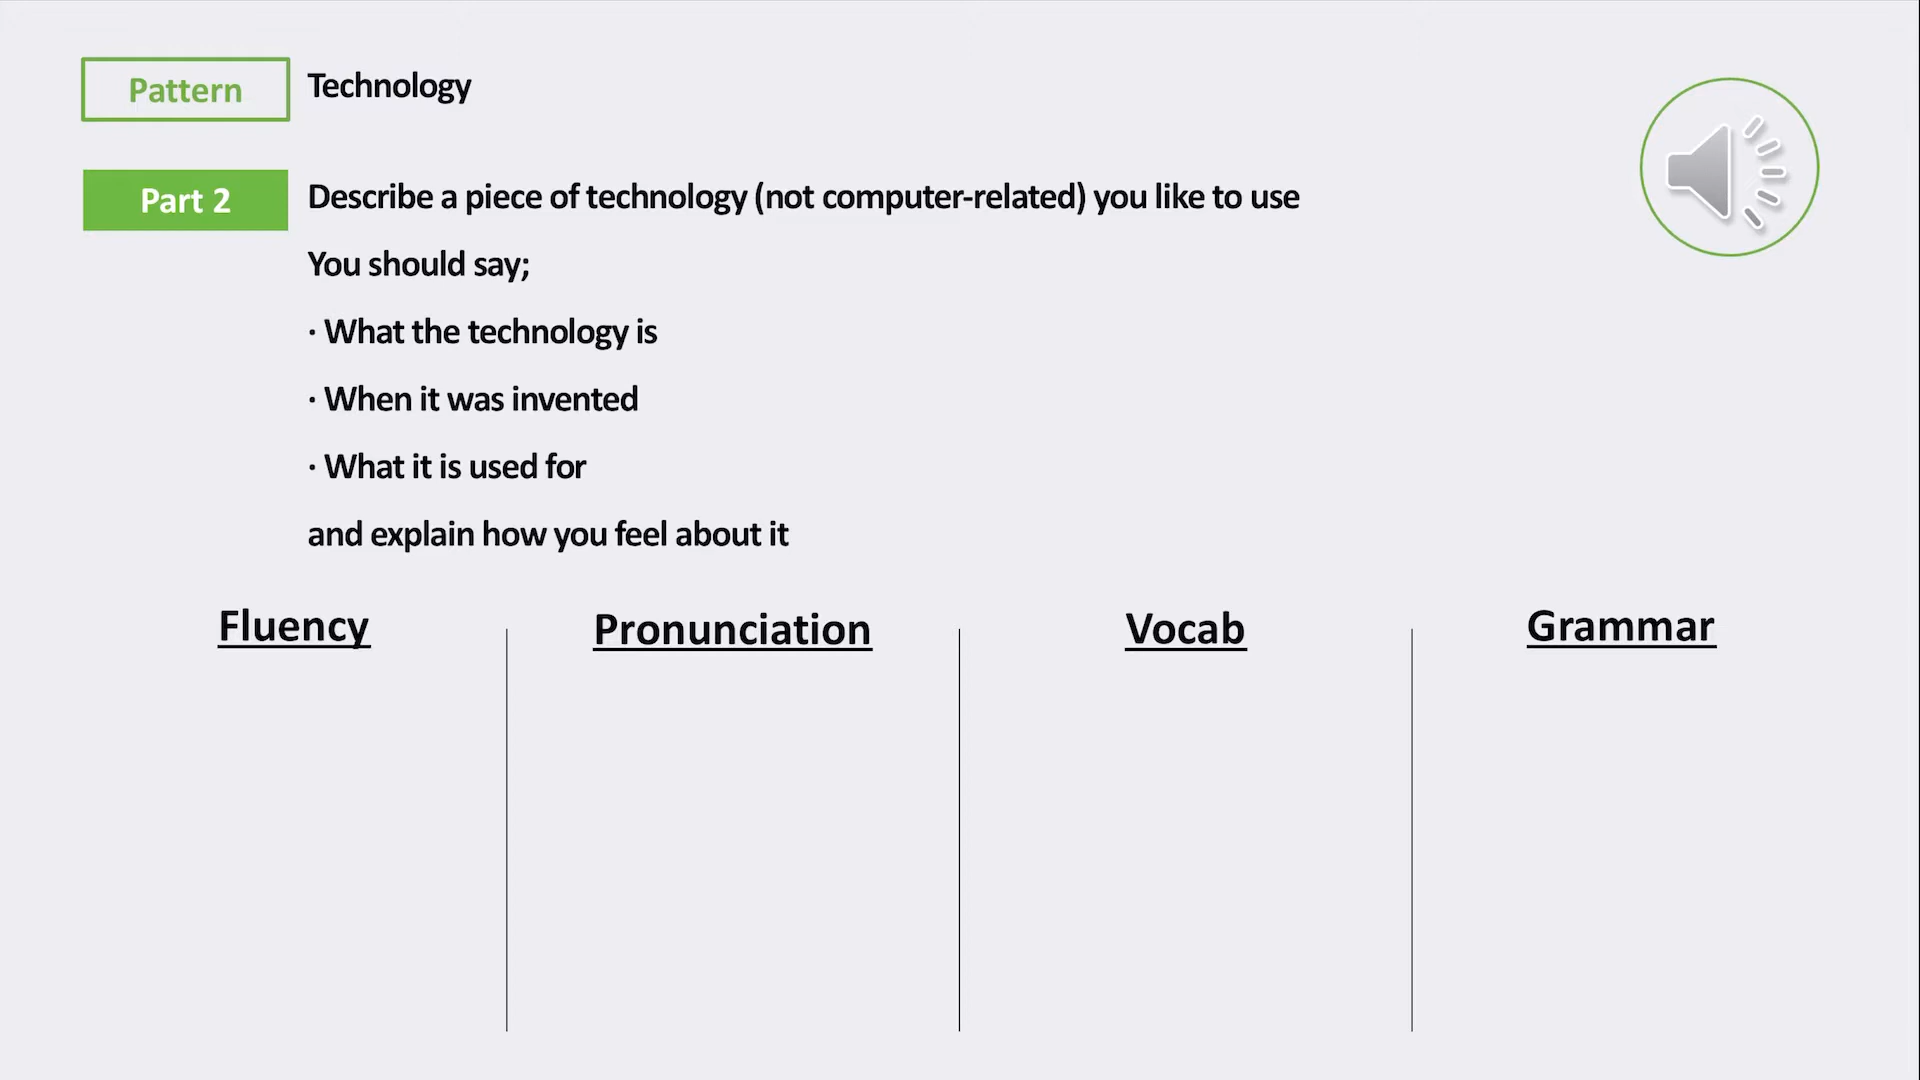 Pattern Technology
Part 2 Describe a piece of technology (not computer-related) you like to use
You should say;
· What the technology is
· When it was invented
· What it is used for
and explain how you feel about it
Fluency Pronunciation Vocab Grammar